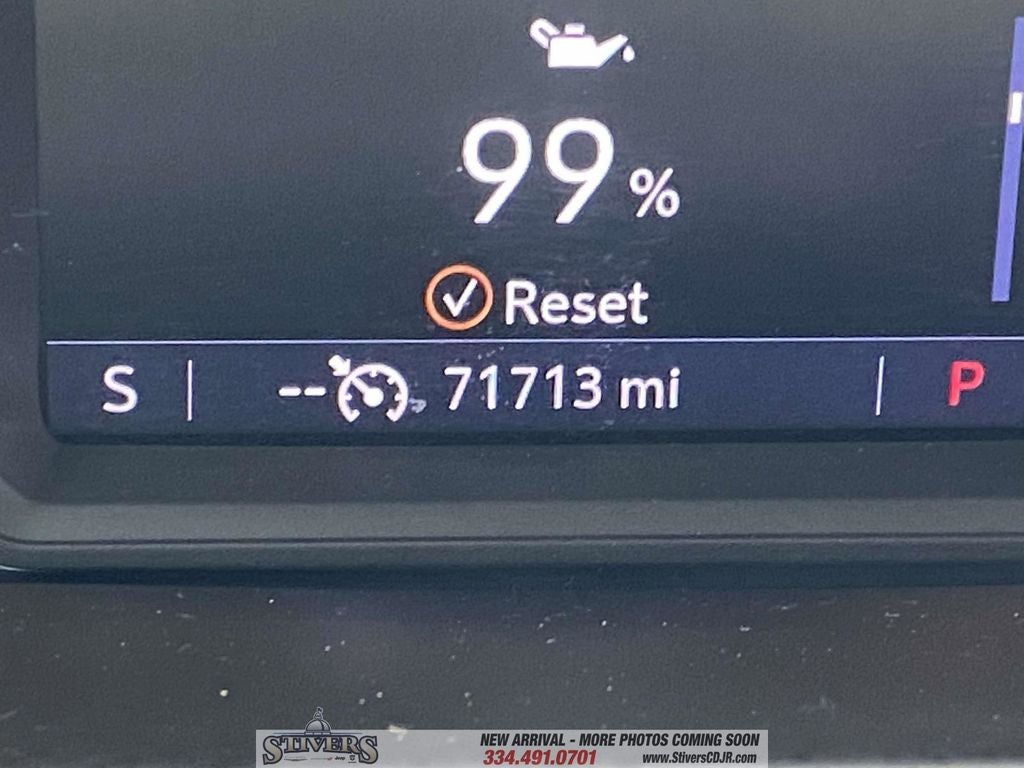 99 %
Reset
S -- 71713 mi P
STIVERS
NEW ARRIVAL - MORE PHOTOS COMING SOON
334.491.0701 www.StiversCDJR.com